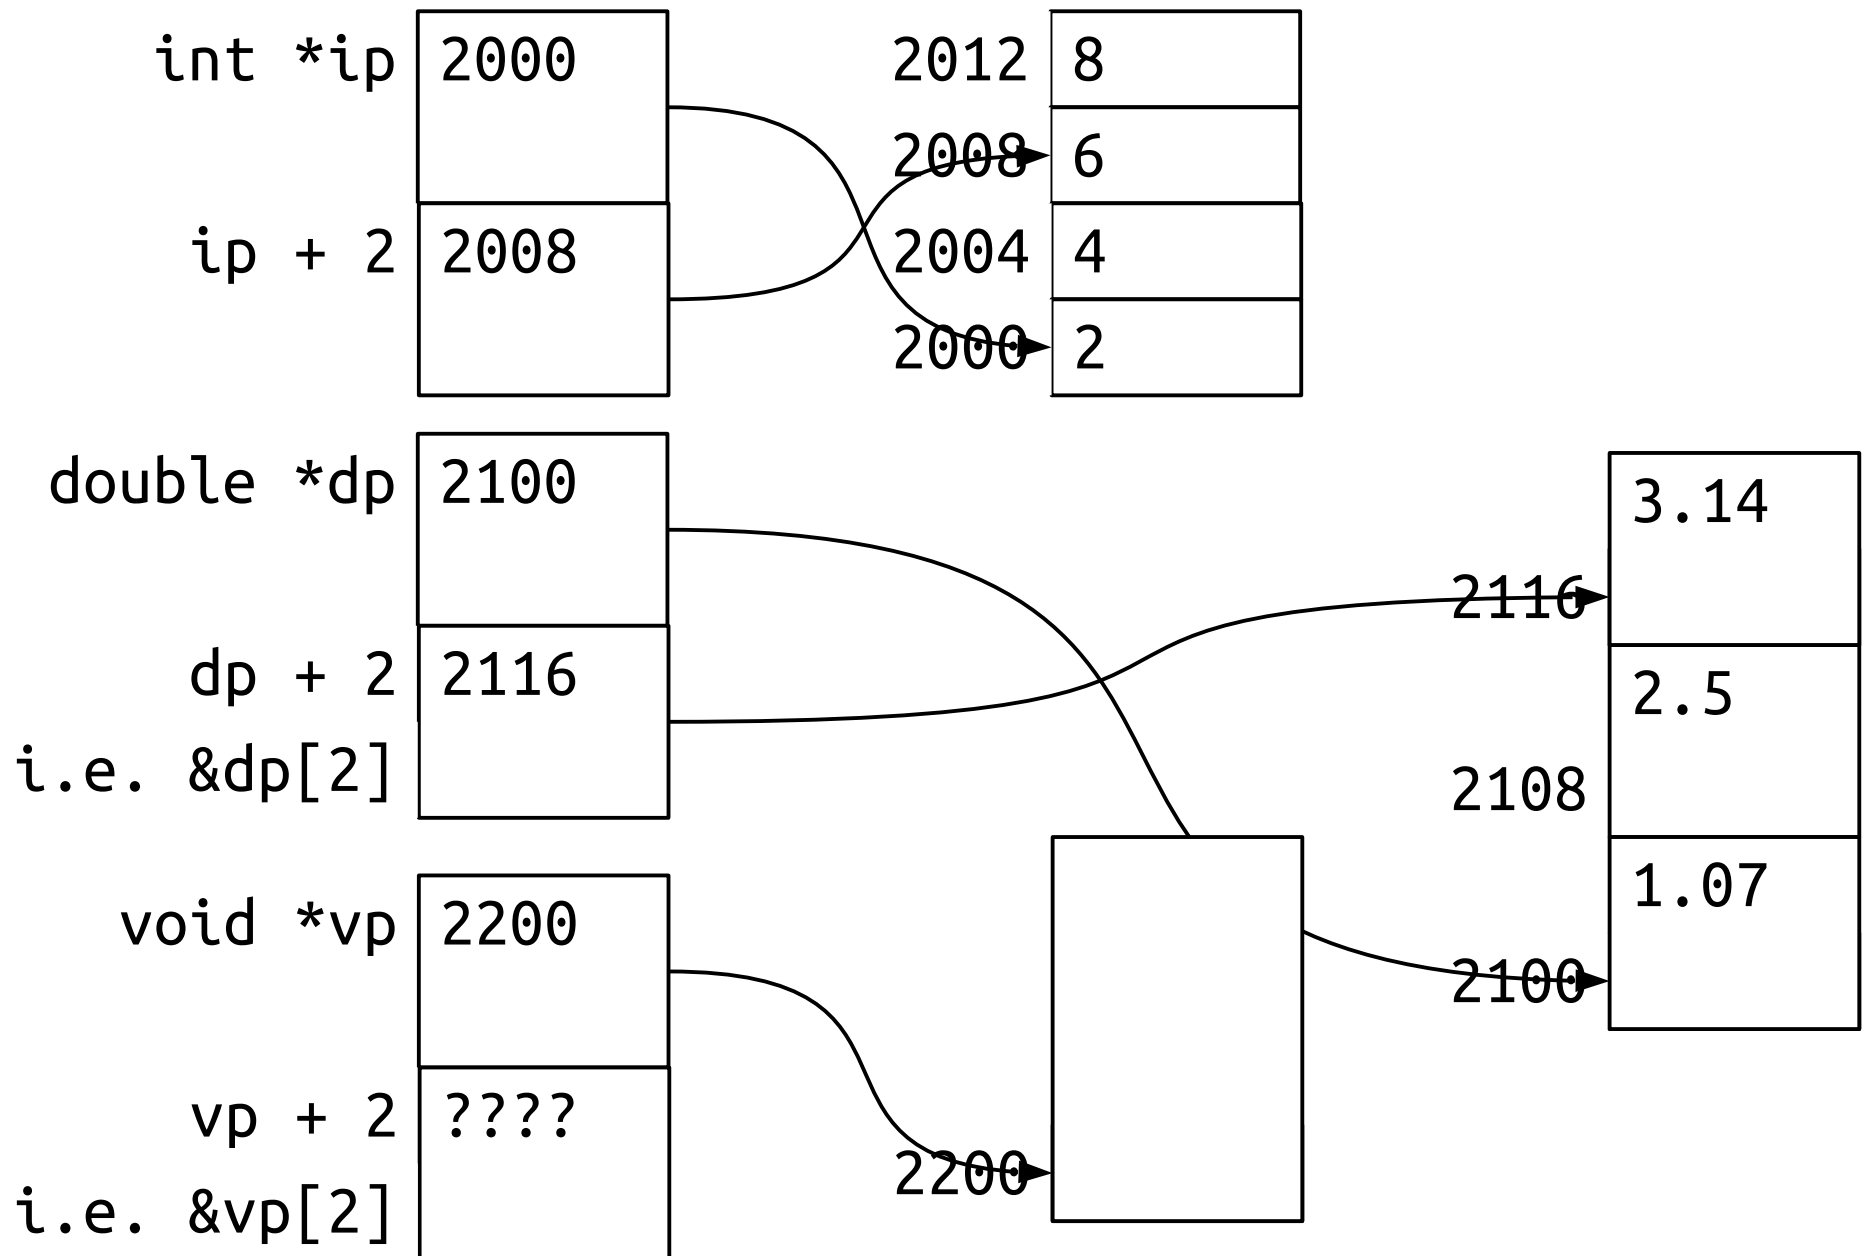 int *ip 2000 2012 8
2008 6
ip + 2 2008 2004 4
2000 2
double *dp 2100 3.14
2116
dp + 2 2116 2.5
i.e. &dp[2] 2108
1.07
void *vp 2200
2100
vp + 2 ????
2200
i.e. &vp[2]